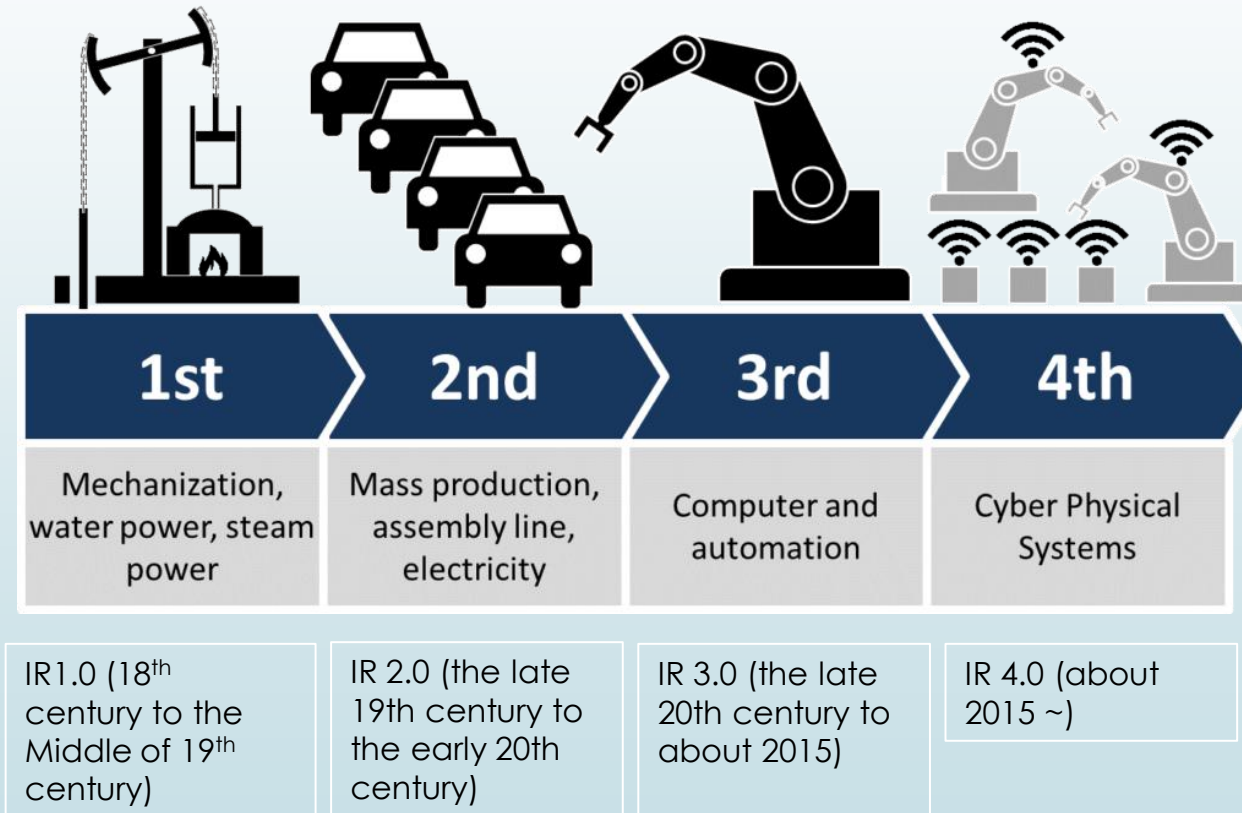 1st
2nd
3rd
4th
Mechanization,
water power, steam
power
Mass production,
assembly line,
electricity
Computer and
automation
Cyber Physical
Systems
IR1.0 (18th
century to the
Middle of 19th
century)
IR 2.0 (the late
19th century to
the early 20th
century)
IR 3.0 (the late
20th century to
about 2015)
IR 4.0 (about
2015 ~)